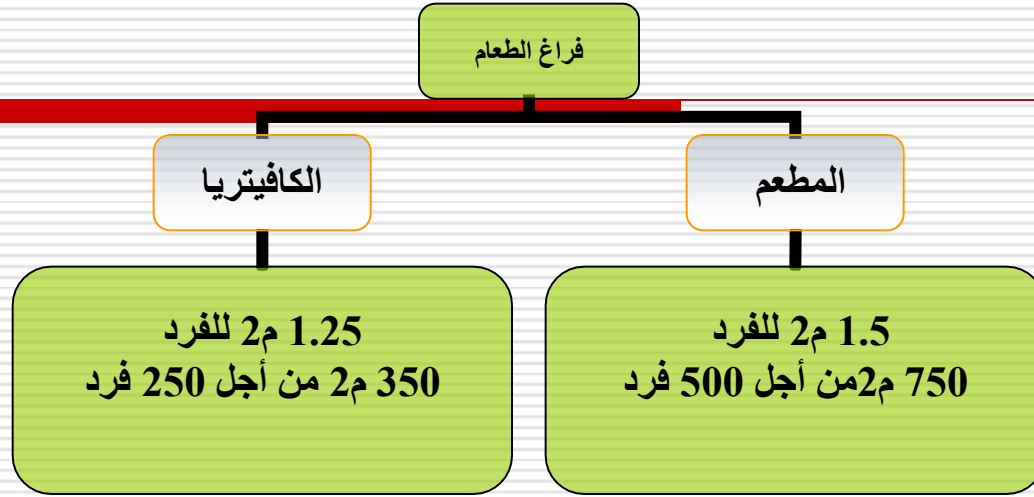 فراغ الطعام
المطعم
الكافيتريا
1.5 م2 للفرد
750 م2من أجل 500 فرد
1.25 م2 للفرد
350 م2 من أجل 250 فرد